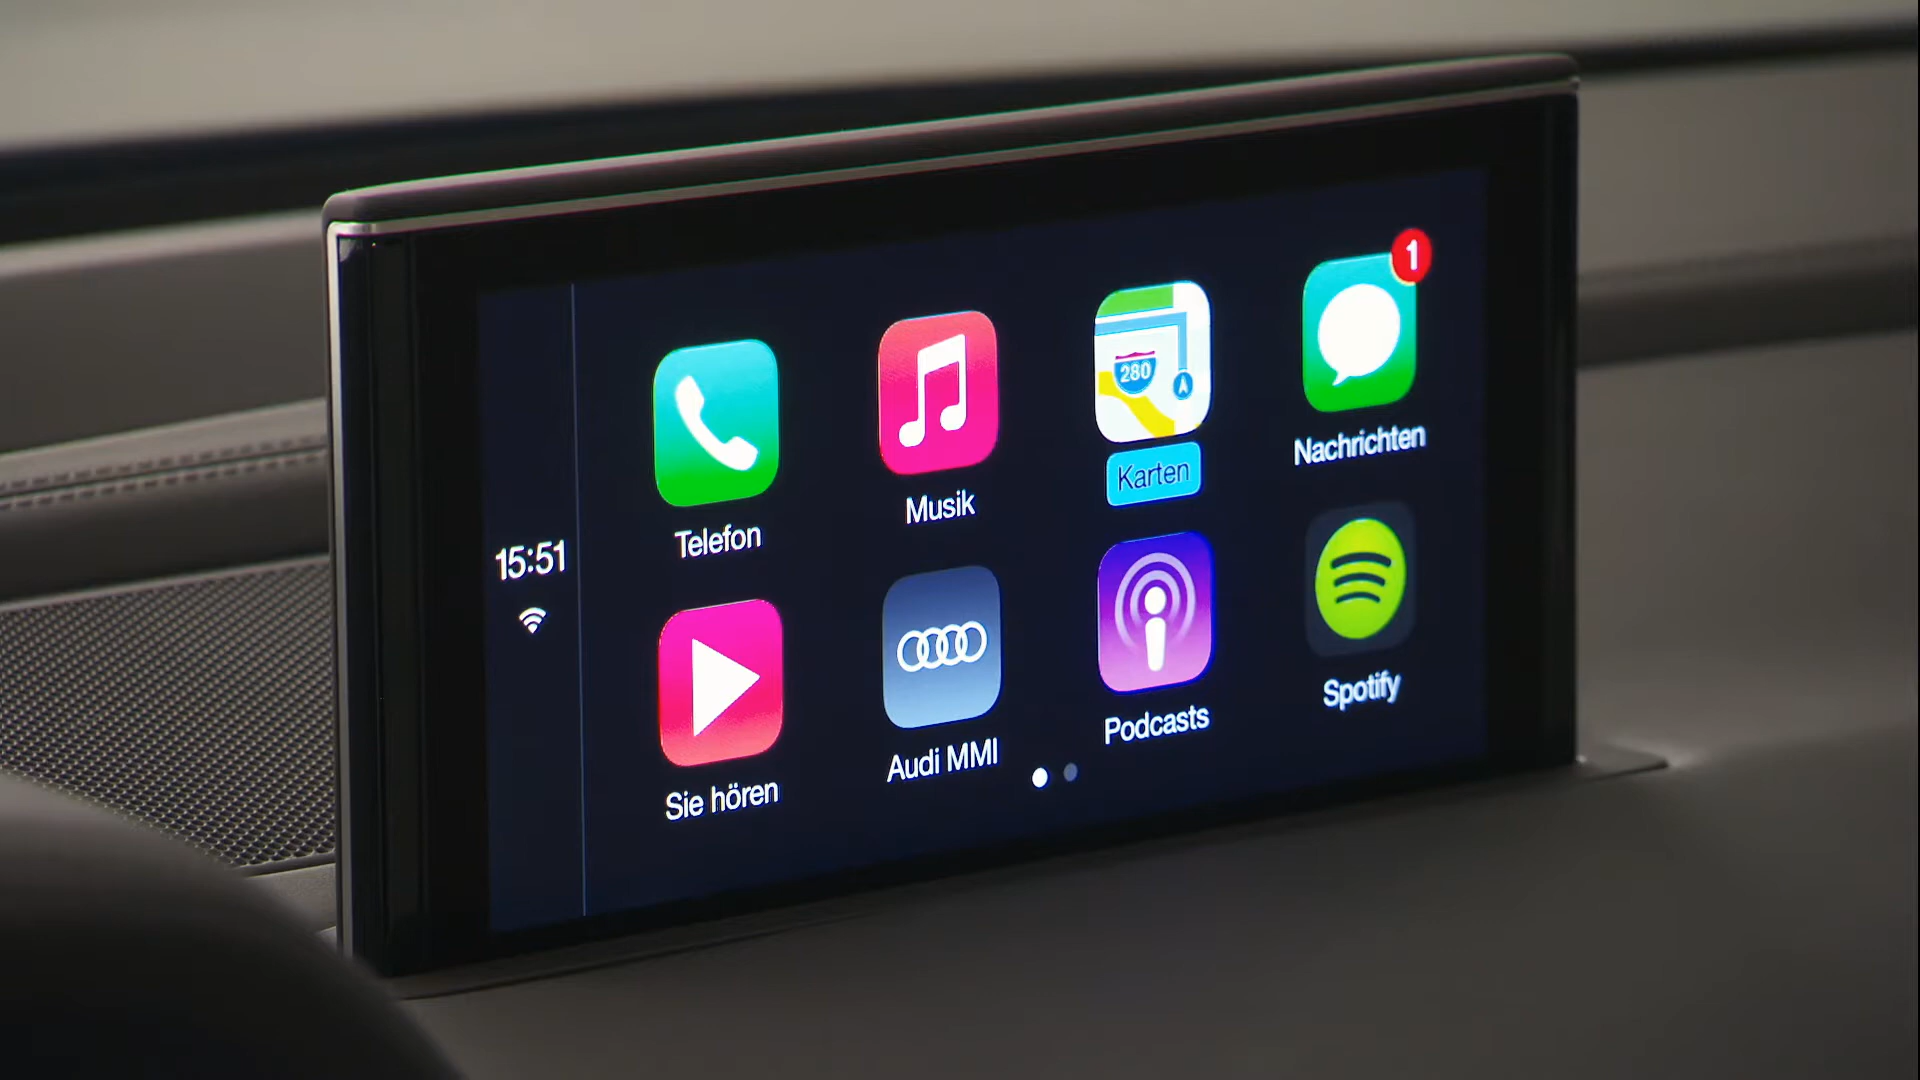 15:51
Telefon
Musik
280
Karten
1
Nachrichten
Sie hören
Audi MMI
Podcasts
Spotify